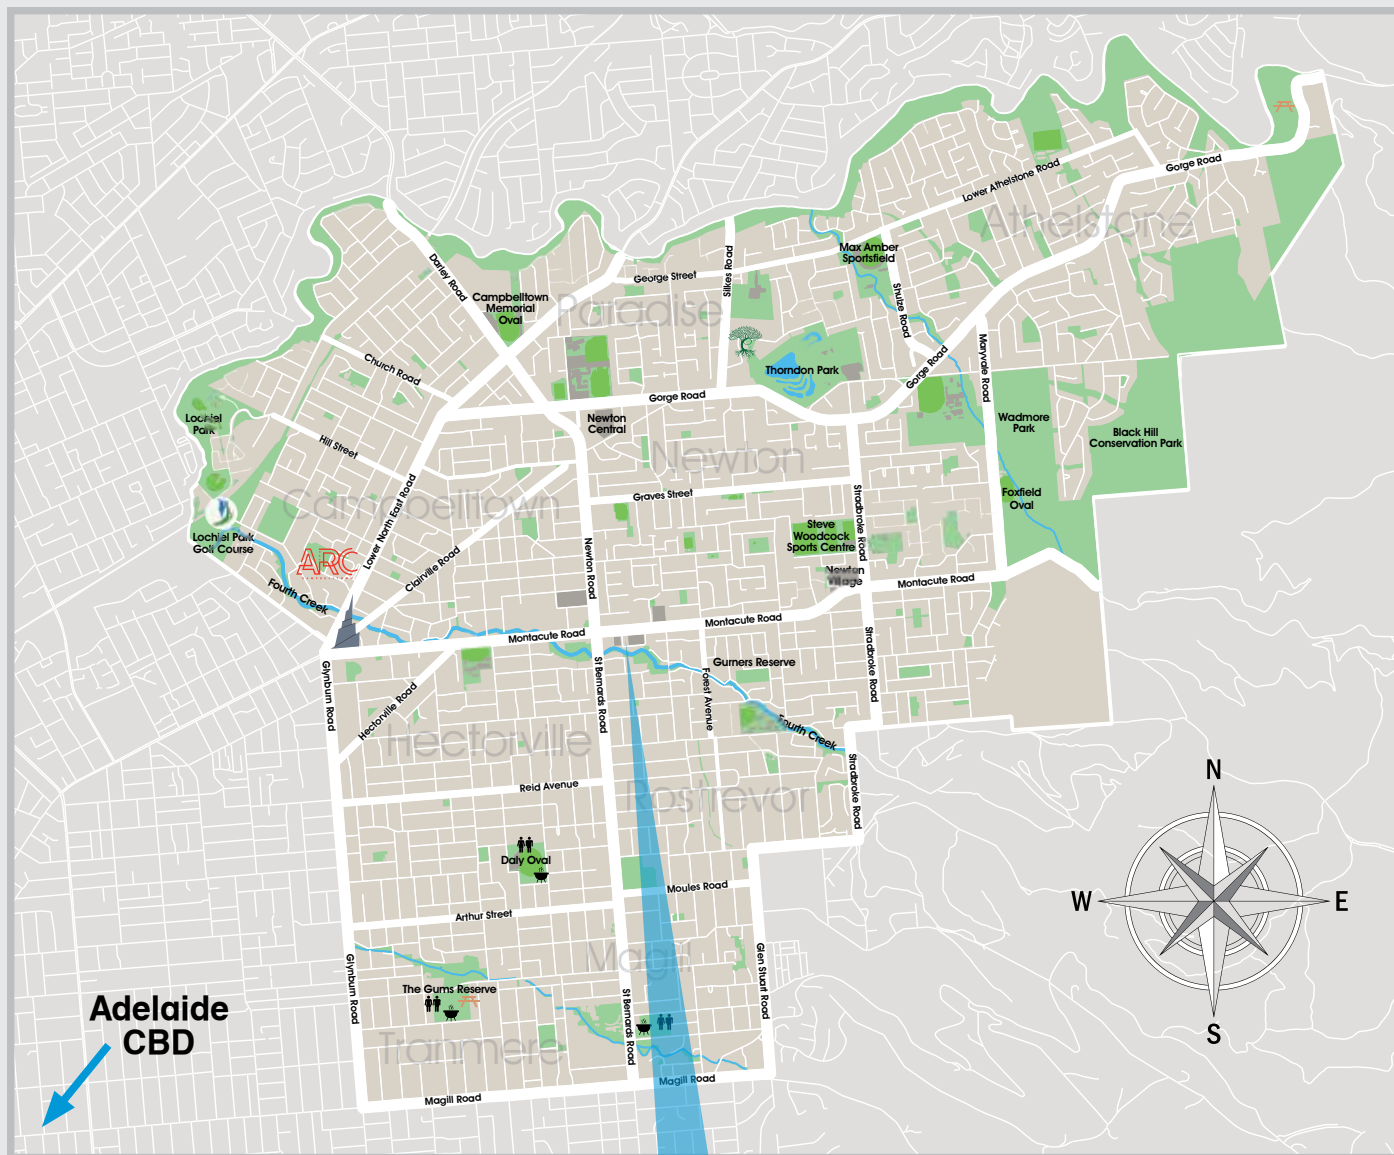 Gorge Road
Lower Athelstone Road
Athelstone
Max Amber
Sportsfield
Darley Road
George Street
Silkes Road
Campbelltown
Memorial
Oval
Paradise
Shulze Road
Church Road
Thorndon Park
Gorge Road
Maryvale Road
Gorge Road
Lochiel
Park
Newton
Central
Wadmore
Park
Black Hill
Conservation Park
Hill Street
Newton
Campbelltown
Lower North East Road
Graves Street
Stradbroke Road
Foxfield
Oval
Steve
Woodcock
Sports Centre
Lochiel Park
Golf Course
ARC
Clairville Road
Newton Road
Newton
Village
Montacute Road
Fourth Creek
Montacute Road
Montacute Road
Gurners Reserve
Glynburn Road
St Bernards Road
Forest Avenue
Stradbroke Road
Hectorville Road
Hectorville
Fourth Creek
Stradbroke Road
Reid Avenue
Rostrevor
Daly Oval
Moules Road
Arthur Street
Magill
Glynburn Road
Glen Stuart Road
The Gums Reserve
St Bernards Road
Tranmere
Magill Road
Magill Road
Adelaide
CBD
N
W
E
S